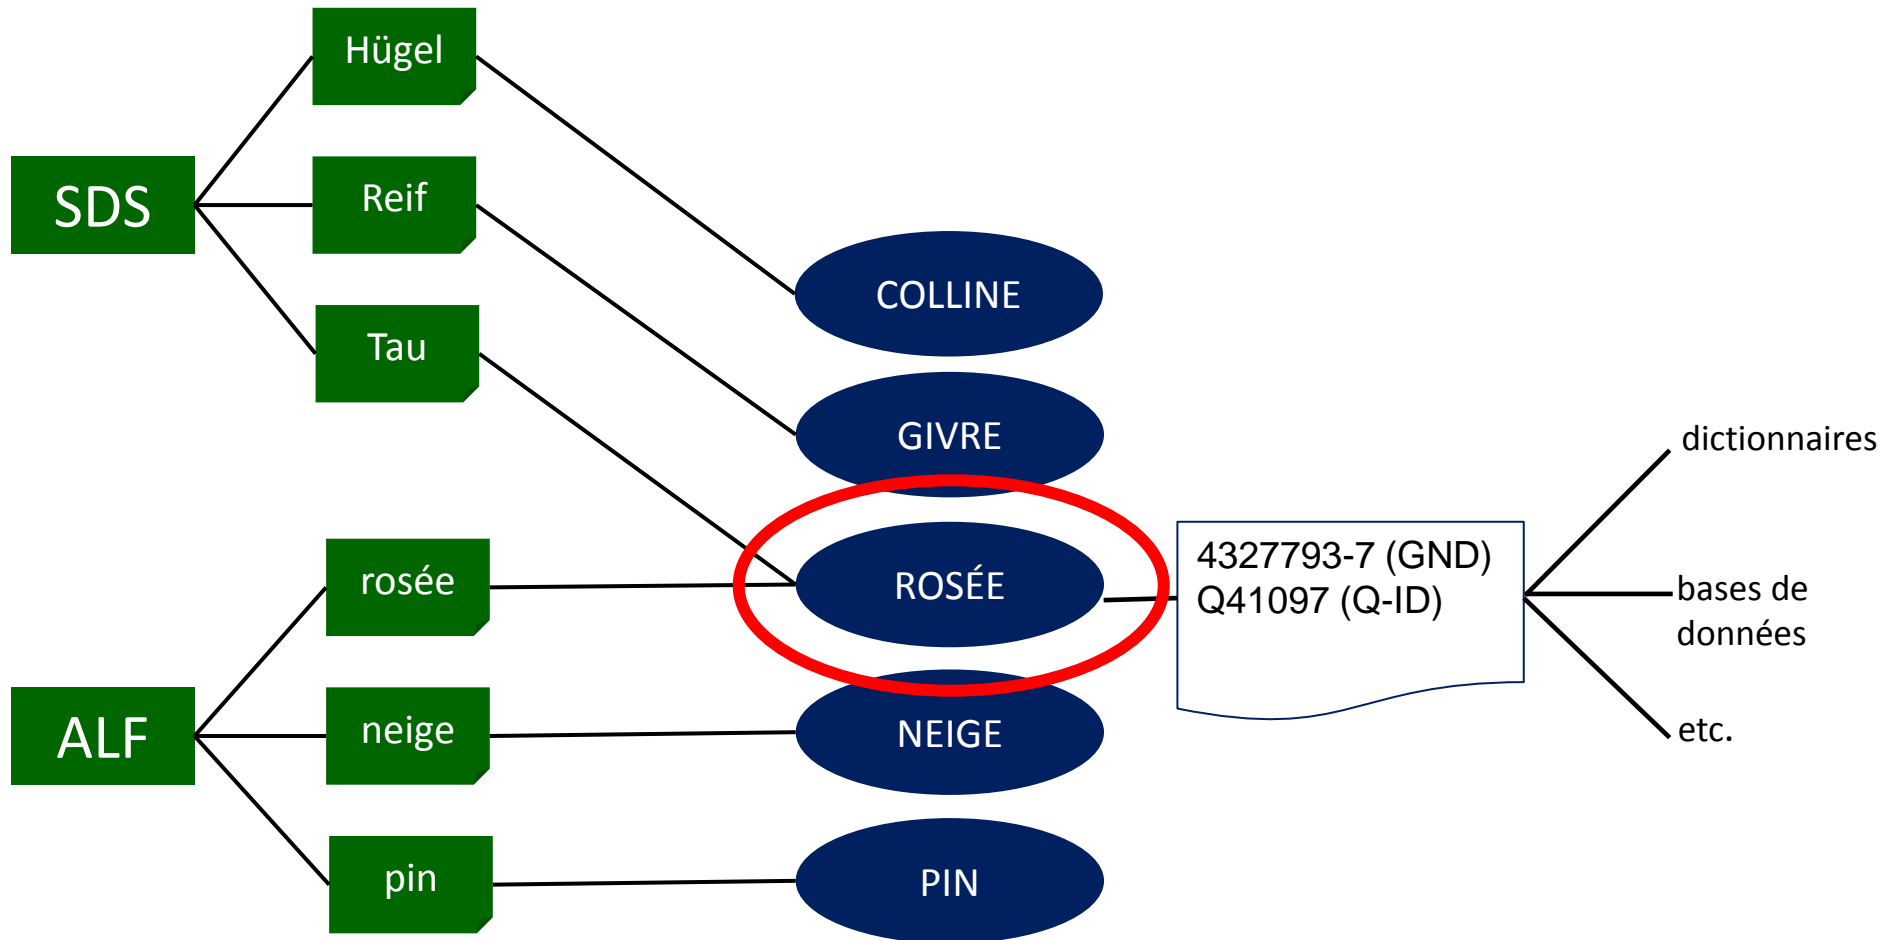 Hügel
SDS
Reif
Tau
COLLINE
GIVRE
ROSÉE
NEIGE
PIN
rosée
ALF
neige
pin
4327793-7 (GND)
Q41097 (Q-ID)
dictionnaires
bases de
données
etc.